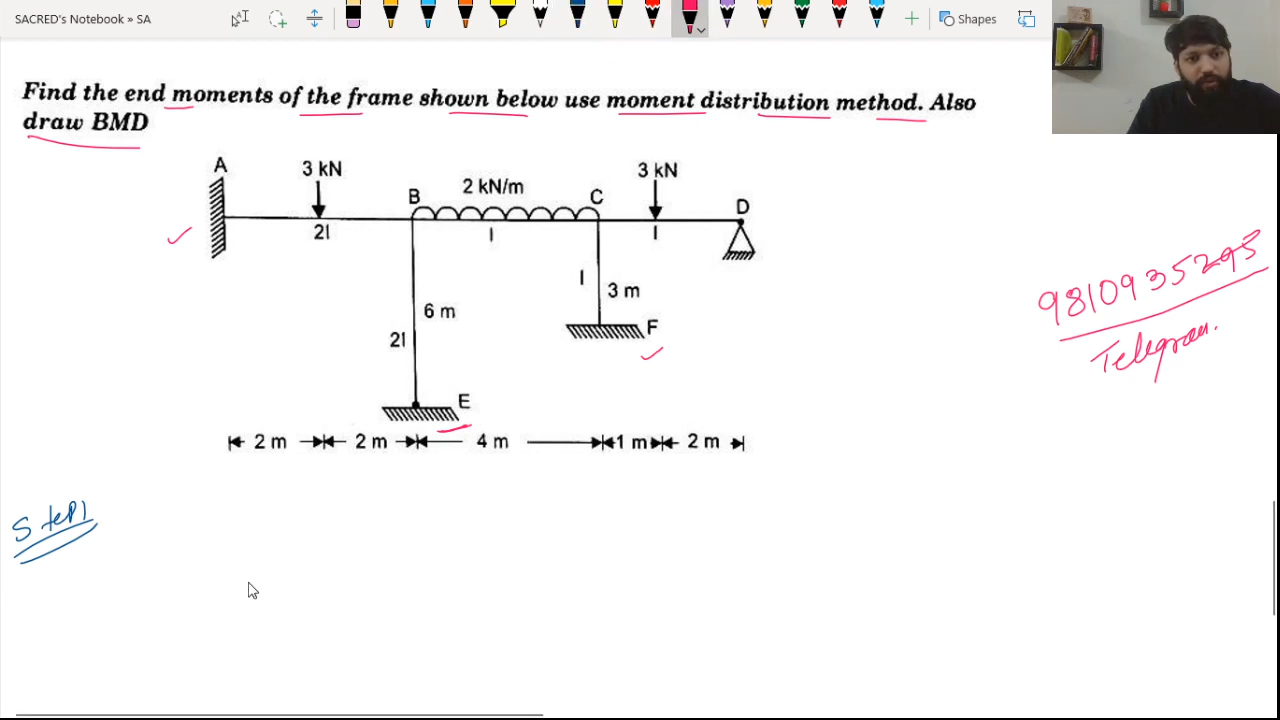 SACRED's Notebook » SA
Shapes
Find the end moments of the frame shown below use moment distribution method. Also
draw BMD
A
3 kN
B
2 kN/m
C
3 kN
D
2I
I
I
I
3 m
6 m
2I
F
E
2 m
2 m
4 m
1 m
2 m
9810935295
Telegram.
Step1